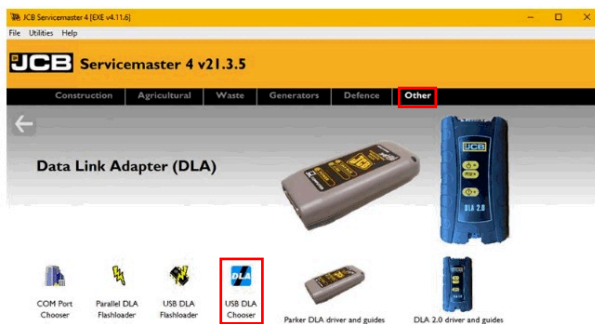 JCB Servicemaster 4 [EXE v4.11.6]
File Utilities Help
JCB Servicemaster 4 v21.3.5
Construction Agricultural Waste Generators Defence Other
Data Link Adapter (DLA)
JCB
DLA 2.0
DLA
COM Port Chooser
Parallel DLA Flashloader
USB DLA Flashloader
USB DLA Chooser
Parker DLA driver and guides
DLA 2.0 driver and guides